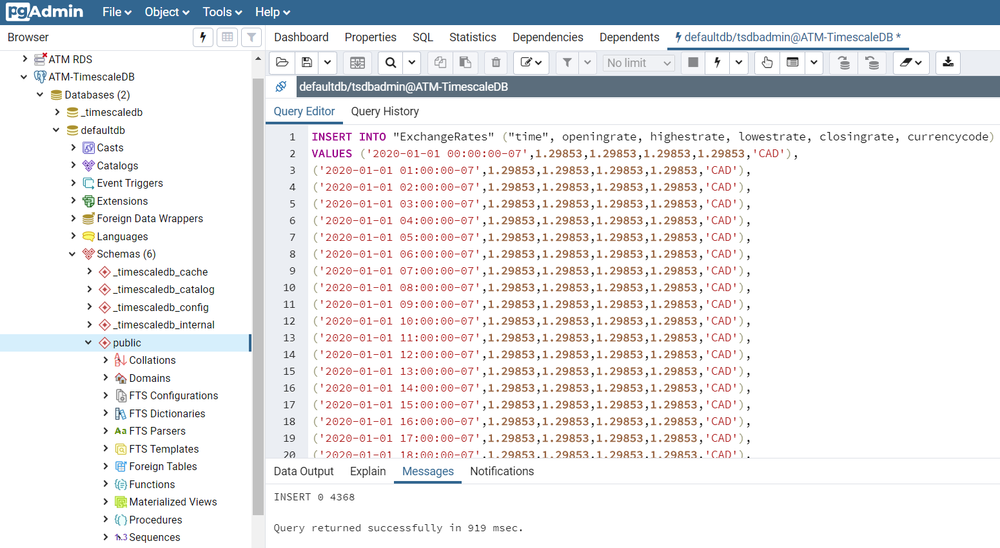 pgAdmin File Object Tools Help
Browser
Dashboard Properties SQL Statistics Dependencies Dependents defaultdb/tsdbadmin@ATM-TimescaleDB *
No limit
defaultdb/tsdbadmin@ATM-TimescaleDB
ATM RDS
ATM-TimescaleDB
Databases (2)
_timescaledb
defaultdb
Casts
Catalogs
Event Triggers
Extensions
Foreign Data Wrappers
Languages
Schemas (6)
_timescaledb_cache
_timescaledb_catalog
_timescaledb_config
_timescaledb_internal
public
Collations
Domains
FTS Configurations
FTS Dictionaries
Aa FTS Parsers
FTS Templates
Foreign Tables
Functions
Materialized Views
Procedures
1..3 Sequences
Query Editor Query History
1 INSERT INTO "ExchangeRates" ("time", openingrate, highestrate, lowestrate, closingrate, currencycode)
2 VALUES ('2020-01-01 00:00:00-07',1.29853,1.29853,1.29853,1.29853,'CAD'),
3 ('2020-01-01 01:00:00-07',1.29853,1.29853,1.29853,1.29853,'CAD'),
4 ('2020-01-01 02:00:00-07',1.29853,1.29853,1.29853,1.29853,'CAD'),
5 ('2020-01-01 03:00:00-07',1.29853,1.29853,1.29853,1.29853,'CAD'),
6 ('2020-01-01 04:00:00-07',1.29853,1.29853,1.29853,1.29853,'CAD'),
7 ('2020-01-01 05:00:00-07',1.29853,1.29853,1.29853,1.29853,'CAD'),
8 ('2020-01-01 06:00:00-07',1.29853,1.29853,1.29853,1.29853,'CAD'),
9 ('2020-01-01 07:00:00-07',1.29853,1.29853,1.29853,1.29853,'CAD'),
10 ('2020-01-01 08:00:00-07',1.29853,1.29853,1.29853,1.29853,'CAD'),
11 ('2020-01-01 09:00:00-07',1.29853,1.29853,1.29853,1.29853,'CAD'),
12 ('2020-01-01 10:00:00-07',1.29853,1.29853,1.29853,1.29853,'CAD'),
13 ('2020-01-01 11:00:00-07',1.29853,1.29853,1.29853,1.29853,'CAD'),
14 ('2020-01-01 12:00:00-07',1.29853,1.29853,1.29853,1.29853,'CAD'),
15 ('2020-01-01 13:00:00-07',1.29853,1.29853,1.29853,1.29853,'CAD'),
16 ('2020-01-01 14:00:00-07',1.29853,1.29853,1.29853,1.29853,'CAD'),
17 ('2020-01-01 15:00:00-07',1.29853,1.29853,1.29853,1.29853,'CAD'),
18 ('2020-01-01 16:00:00-07',1.29853,1.29853,1.29853,1.29853,'CAD'),
19 ('2020-01-01 17:00:00-07',1.29853,1.29853,1.29853,1.29853,'CAD'),
20 ('2020-01-01 18:00:00-07',1.29853,1.29853,1.29853,1.29853,'CAD'),
Data Output Explain Messages Notifications
INSERT 0 4368
Query returned successfully in 919 msec.